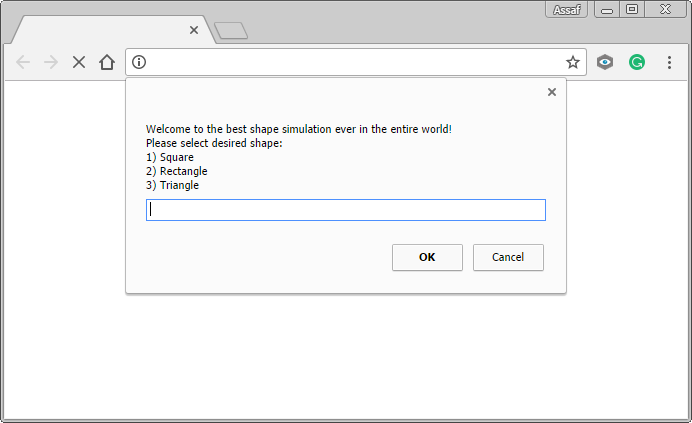 Assaf
Welcome to the best shape simulation ever in the entire world!
Please select desired shape:
1) Square
2) Rectangle
3) Triangle
OK
Cancel